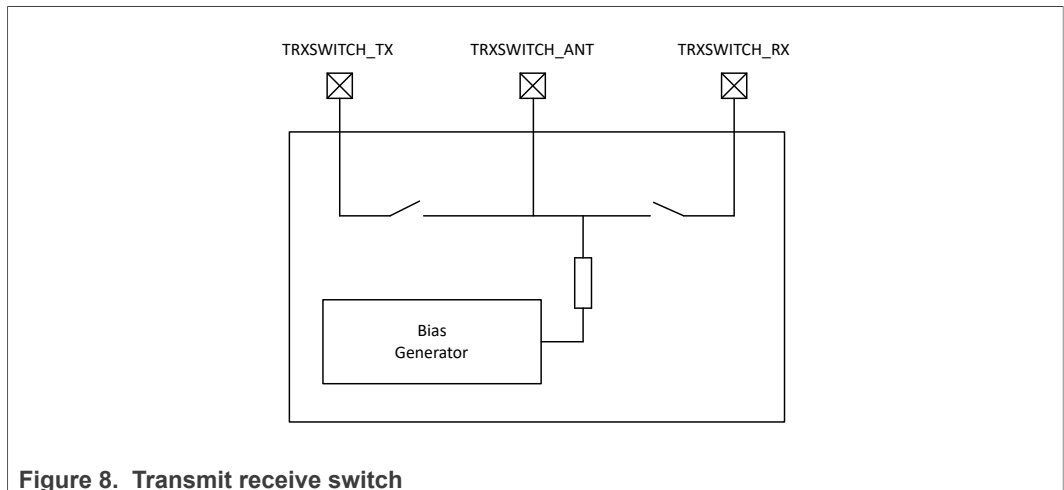 TRXSWITCH_TX
TRXSWITCH_ANT
TRXSWITCH_RX
Bias
Generator
Figure 8. Transmit receive switch